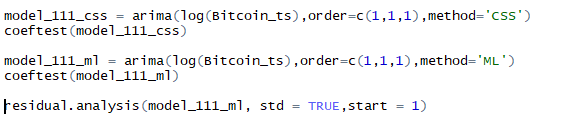 model_111_css = arima(log(Bitcoin_ts),order=c(1,1,1),method='CSS')
coeftest(model_111_css)
model_111_ml = arima(log(Bitcoin_ts),order=c(1,1,1),method='ML')
coeftest(model_111_ml)
residual.analysis(model_111_ml, std = TRUE,start = 1)